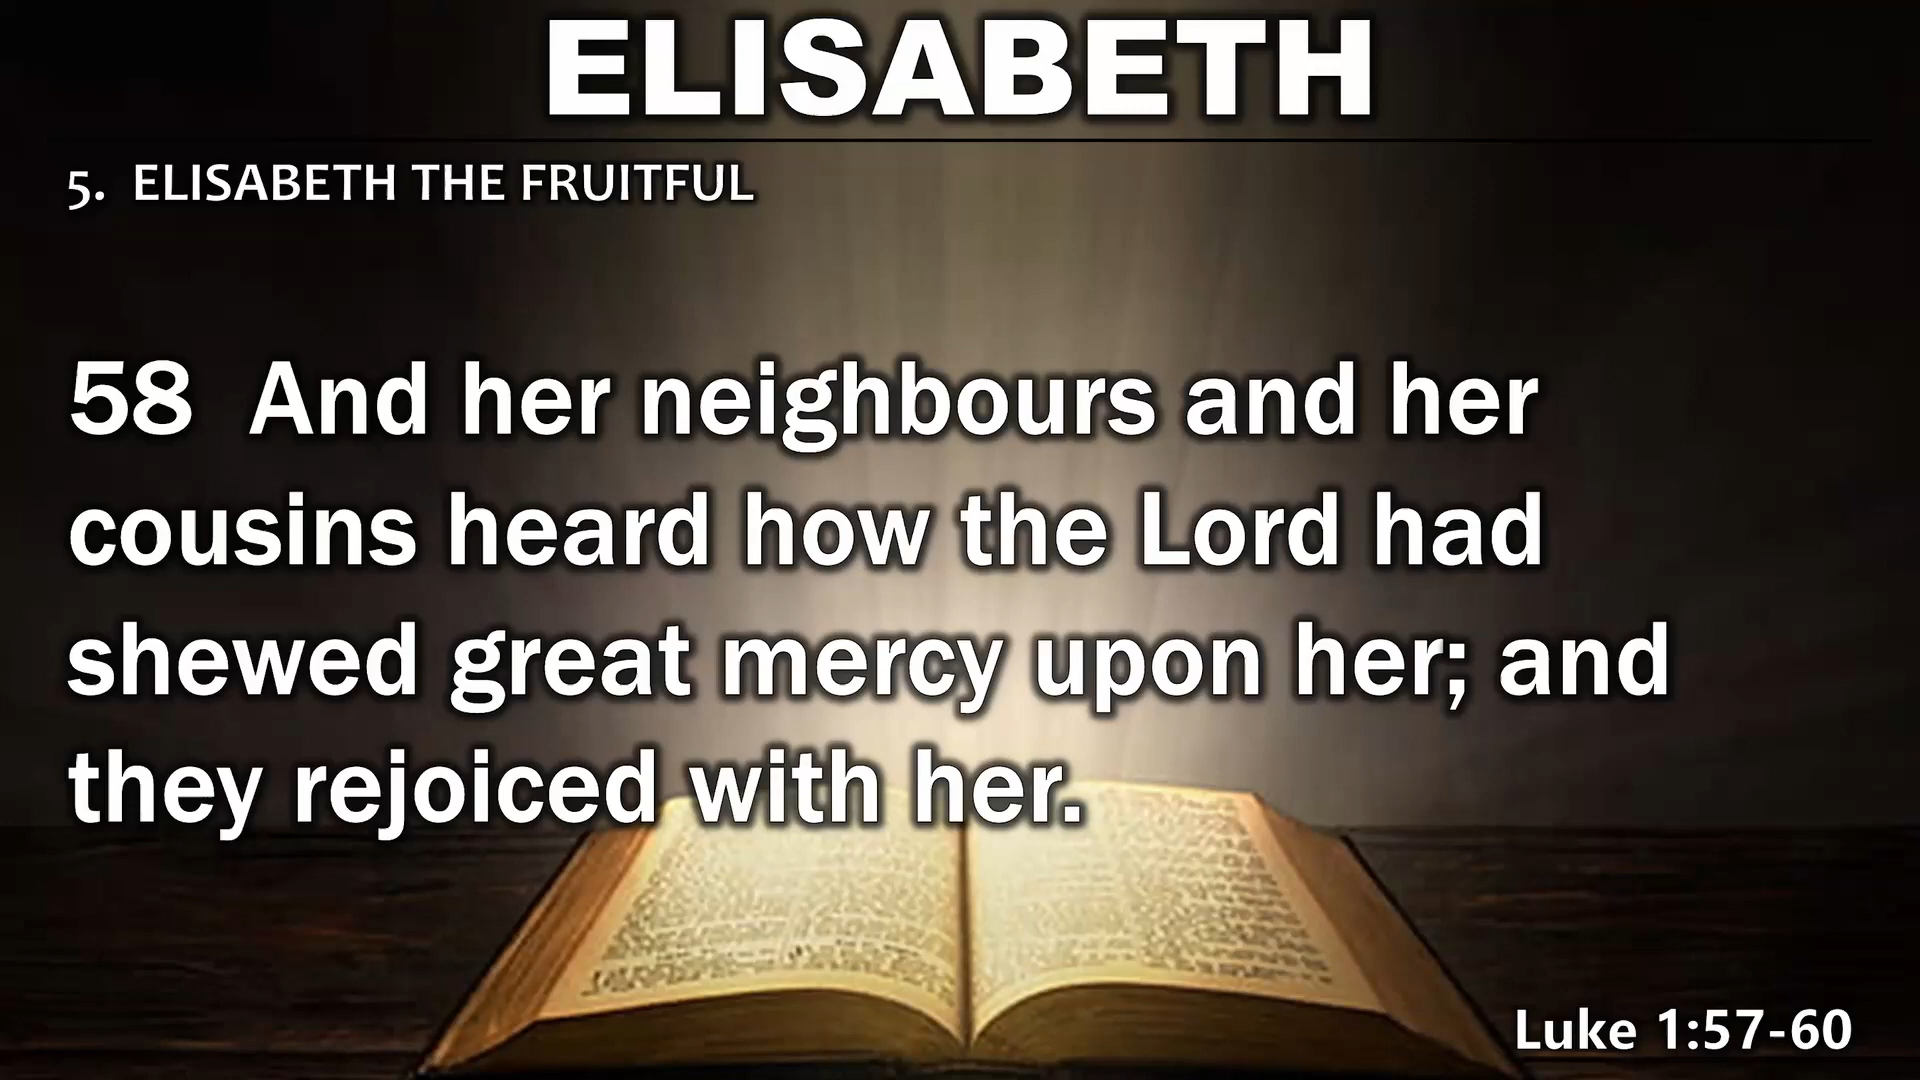 ELISABETH
5. ELISABETH THE FRUITFUL
58 And her neighbours and her
cousins heard how the Lord had
shewed great mercy upon her; and
they rejoiced with her.
Luke 1:57-60